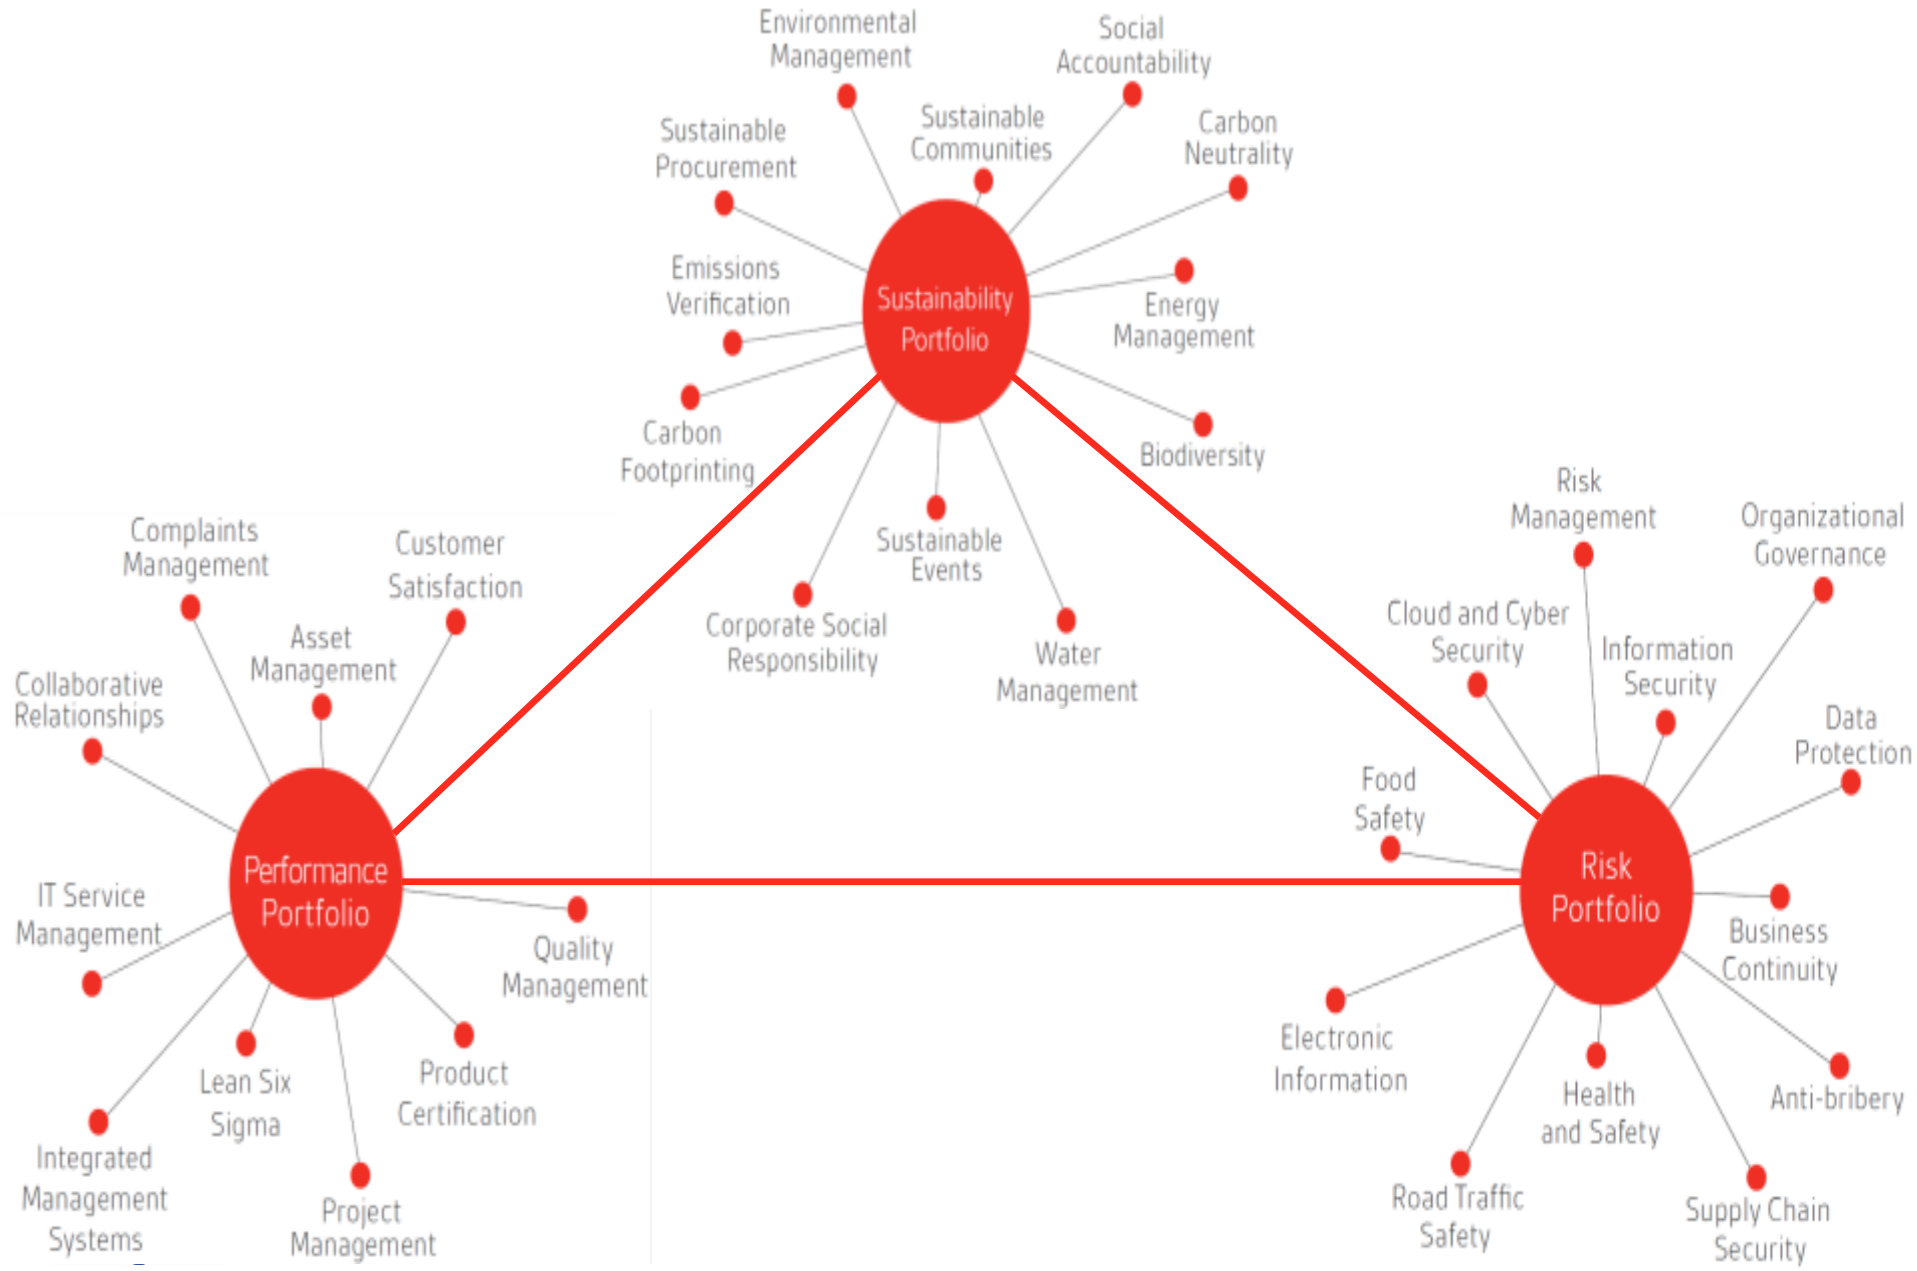 Environmental
Management
Social
Accountability
Sustainable
Communities
Carbon
Neutrality
Sustainable
Procurement
Emissions
Verification
Sustainability
Portfolio
Energy
Management
Carbon
Footprinting
Biodiversity
Sustainable
Events
Corporate Social
Responsibility
Water
Management
Complaints
Management
Customer
Satisfaction
Asset
Management
Collaborative
Relationships
Performance
Portfolio
IT Service
Management
Quality
Management
Lean Six
Sigma
Product
Certification
Integrated
Management
Systems
Project
Management
Risk
Management
Organizational
Governance
Cloud and Cyber
Security
Information
Security
Data
Protection
Food
Safety
Risk
Portfolio
Business
Continuity
Electronic
Information
Health
and Safety
Anti-bribery
Road Traffic
Safety
Supply Chain
Security